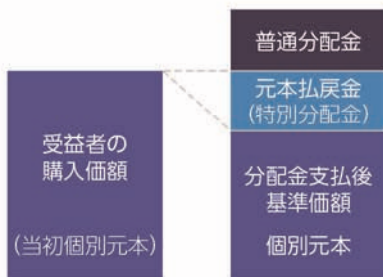 普通分配金
元本払戻金
(特別分配金)
受益者の
購入価額
(当初個別元本)
分配金支払後
基準価額
個別元本